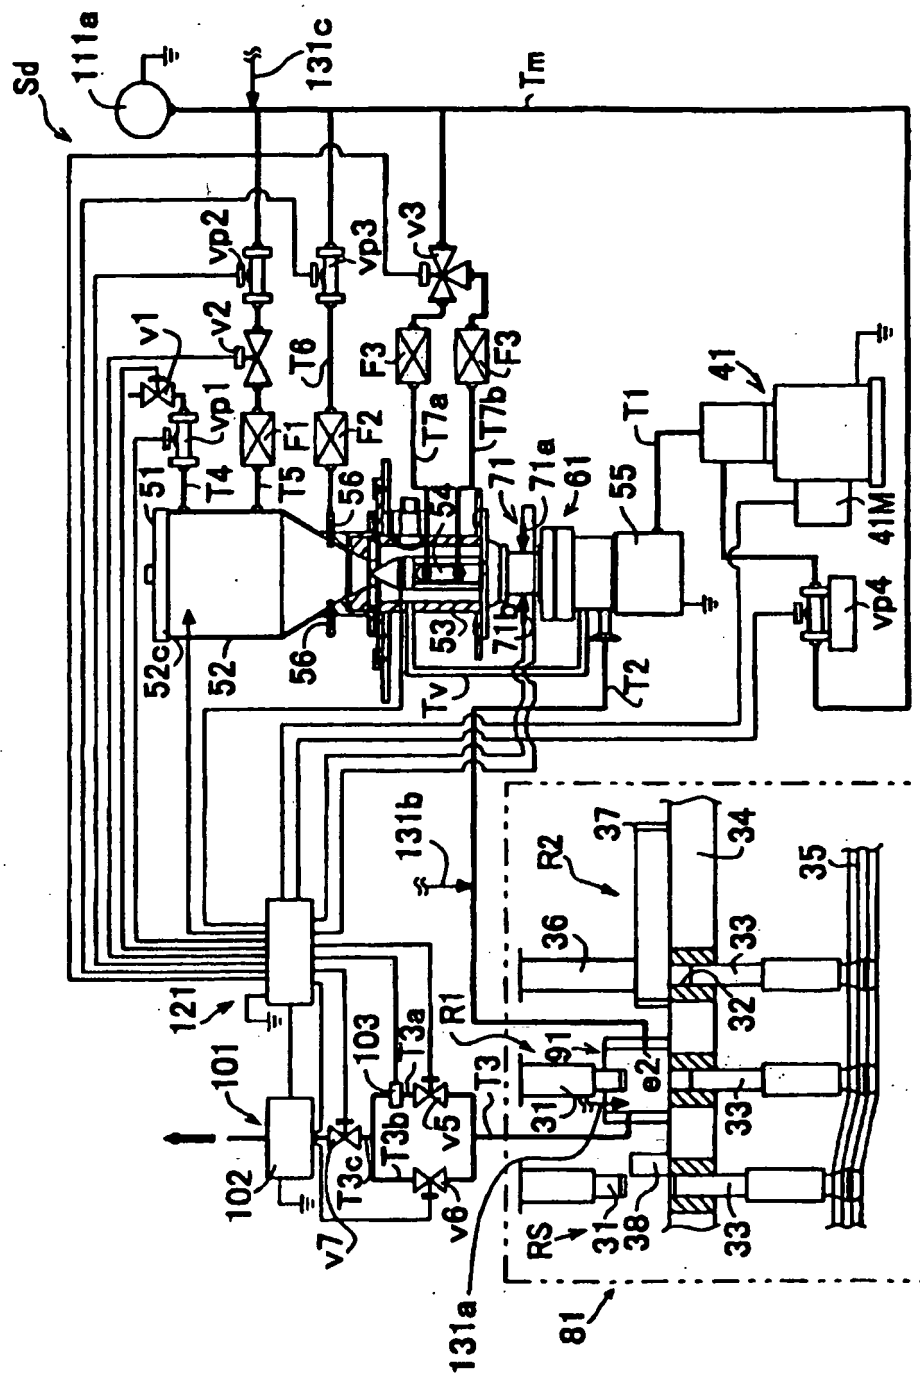 Sd
111a
131c
Tm
vp2
vp3
v3
v2
v1
vp1
T6
F3
F3
F1
F2
T7a
T7b
51
T4
T5
56
54
71
71a
61
55
T1
41
41M
vp4
52c
52
56
53
71b
Tv
T2
131b
121
101
102
103
T3a
T3b
T3c
v7
v5
v6
T3
R1
R2
36
37
34
35
91
e2
31
31
32
33
33
33
38
RS
131a
81